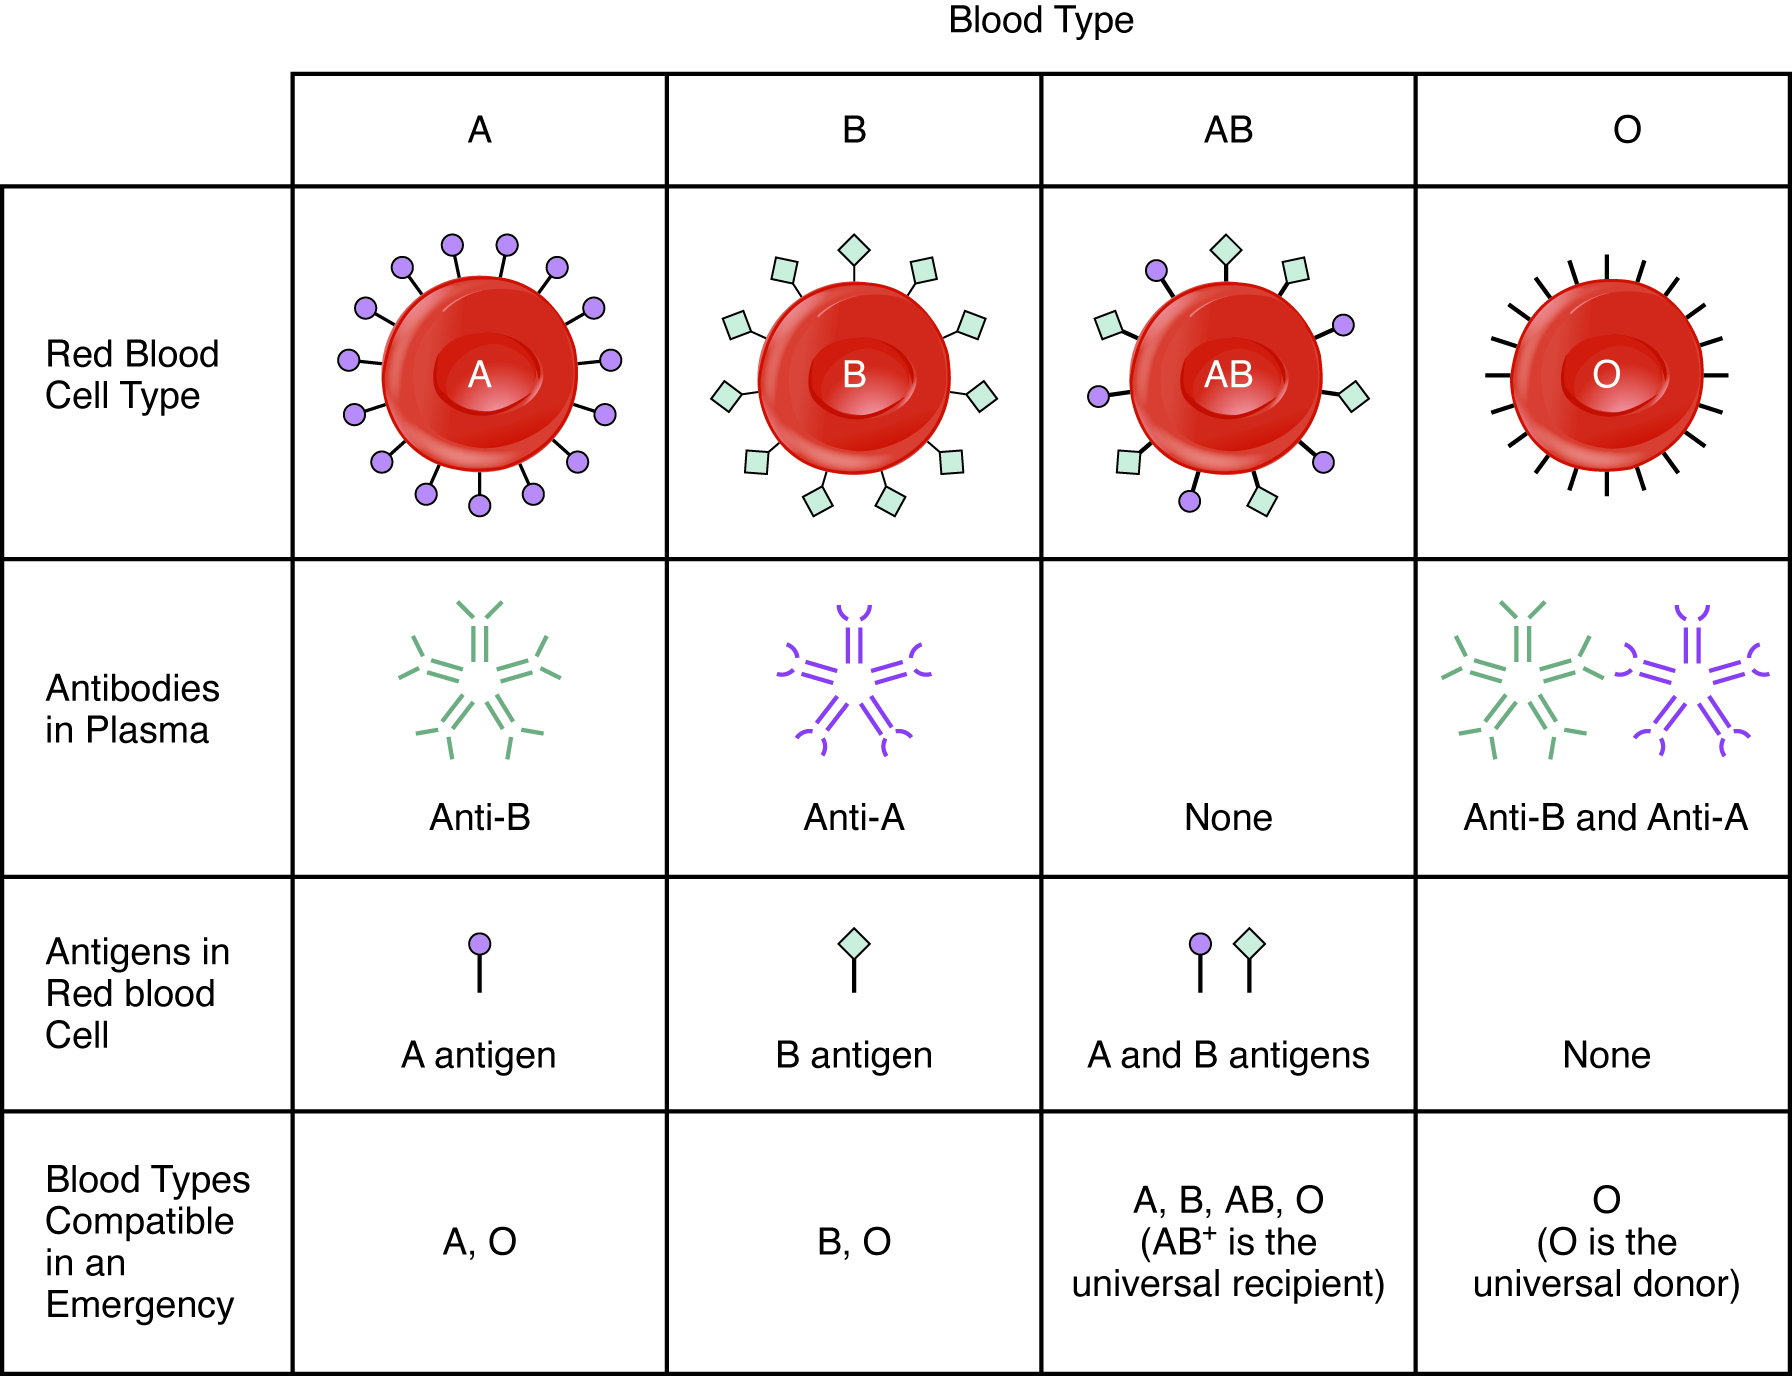 Blood Type
A
B
AB
O
Red Blood
Cell Type
A
B
AB
O
Antibodies
in Plasma
Anti-B
Anti-A
None
Anti-B and Anti-A
Antigens in
Red blood
Cell
A antigen
B antigen
A and B antigens
None
Blood Types
Compatible
in an
Emergency
A, O
B, O
A, B, AB, O
(AB⁺ is the
universal recipient)
O
(O is the
universal donor)